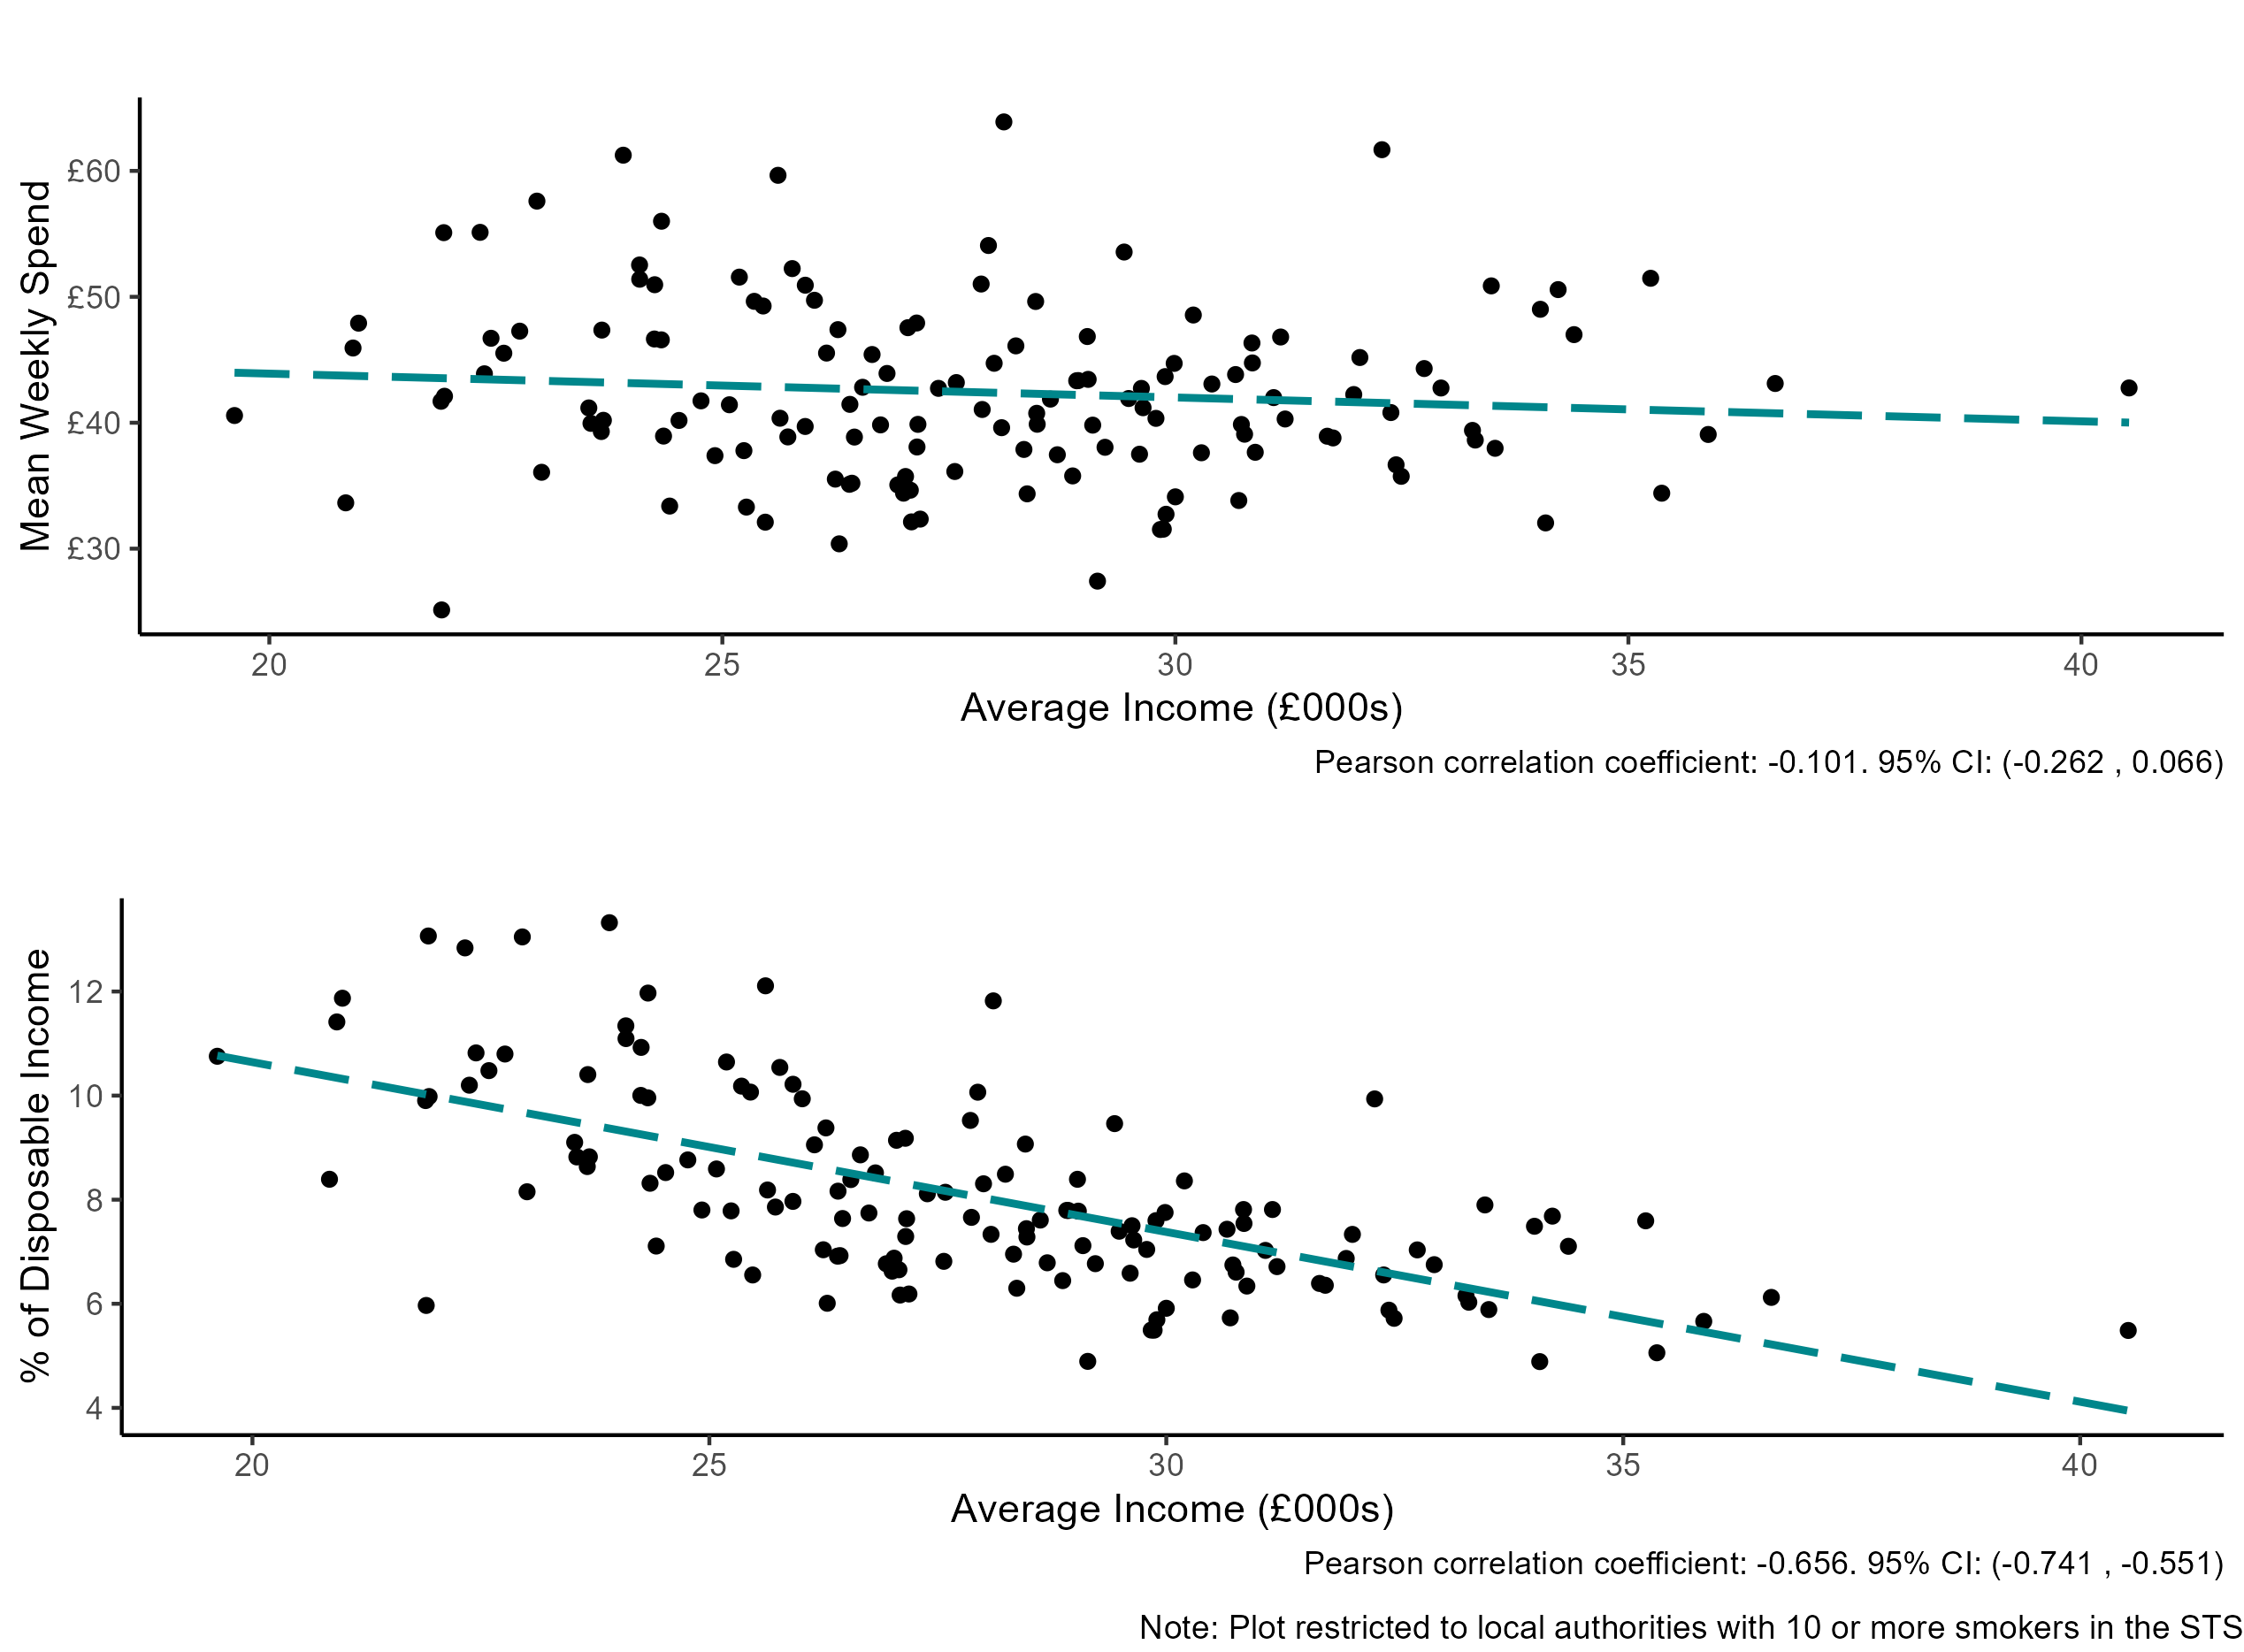 Mean Weekly Spend
£60
£50
£40
£30
20 25 30 35 40
Average Income (£000s)
Pearson correlation coefficient: -0.101. 95% CI: (-0.262 , 0.066)
% of Disposable Income
12
10
8
6
4
20 25 30 35 40
Average Income (£000s)
Pearson correlation coefficient: -0.656. 95% CI: (-0.741 , -0.551)
Note: Plot restricted to local authorities with 10 or more smokers in the STS